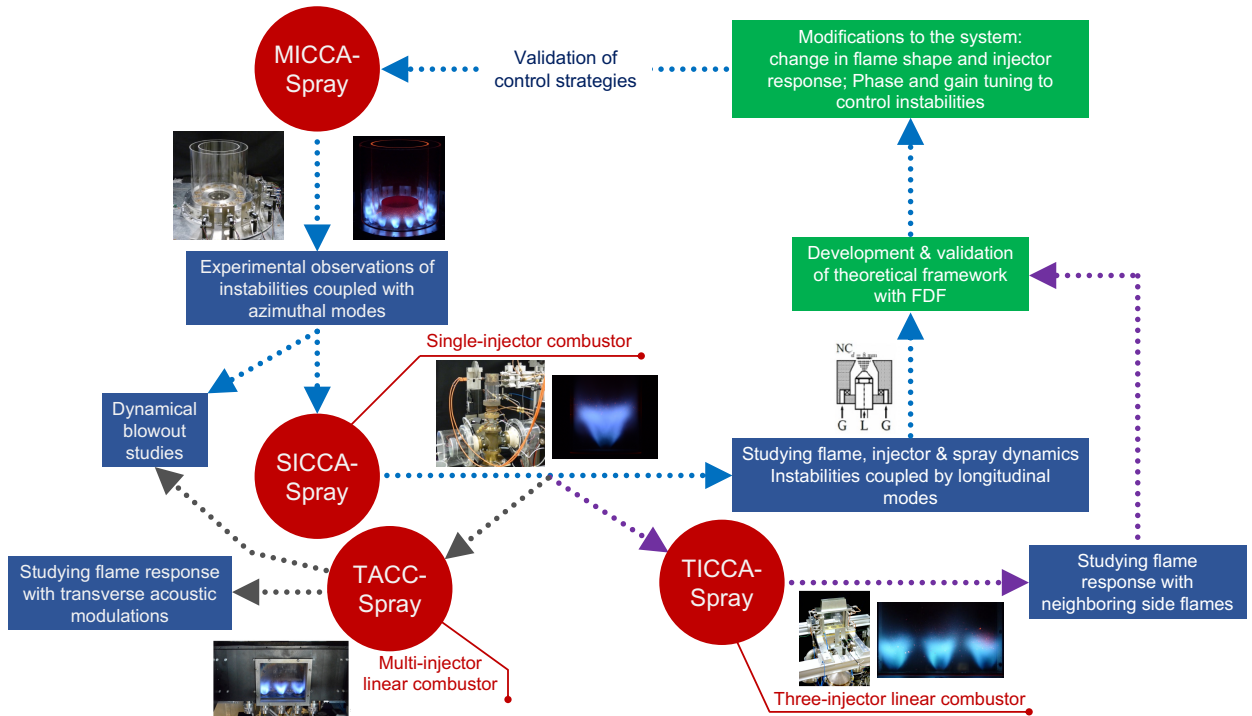 MICCA-
Spray
Validation of
control strategies
Modifications to the system:
change in flame shape and injector
response; Phase and gain tuning to
control instabilities
Experimental observations of
instabilities coupled with
azimuthal modes
Development & validation
of theoretical framework
with FDF
Single-injector combustor
NC
d = 8 mm
G L G
Dynamical
blowout
studies
SICCA-
Spray
Studying flame, injector & spray dynamics
Instabilities coupled by longitudinal
modes
Studying flame response
with transverse acoustic
modulations
TACC-
Spray
TICCA-
Spray
Studying flame
response with
neighboring side flames
Multi-injector
linear combustor
Three-injector linear combustor